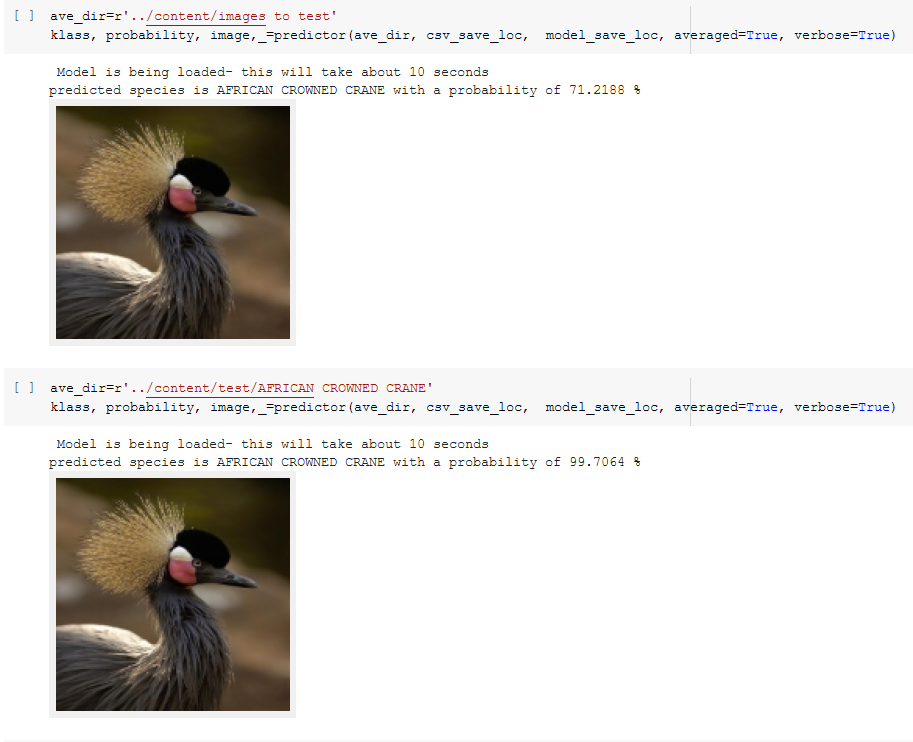 [ ] ave_dir=r'../content/images to test'
klass, probability, image,_=predictor(ave_dir, csv_save_loc,  model_save_loc, averaged=True, verbose=True)
Model is being loaded- this will take about 10 seconds
predicted species is AFRICAN CROWNED CRANE with a probability of 71.2188 %
[ ] ave_dir=r'../content/test/AFRICAN CROWNED CRANE'
klass, probability, image,_=predictor(ave_dir, csv_save_loc,  model_save_loc, averaged=True, verbose=True)
Model is being loaded- this will take about 10 seconds
predicted species is AFRICAN CROWNED CRANE with a probability of 99.7064 %